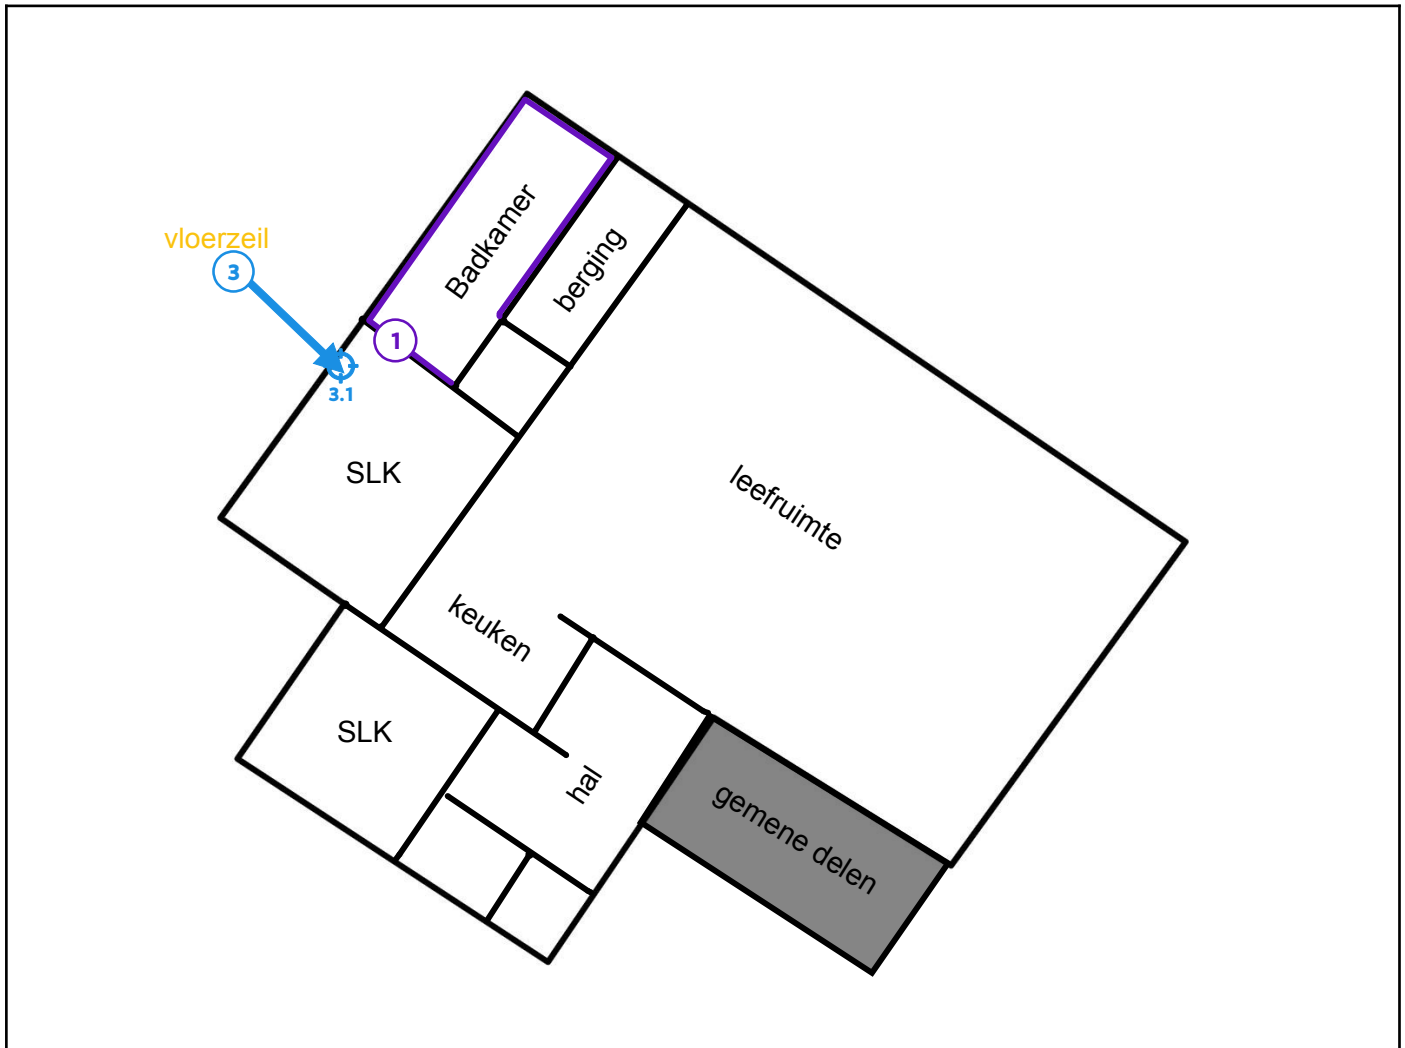 Badkamer
berging
vloerzeil
3
1
3.1
SLK
leefruimte
keuken
SLK
hal
gemene delen